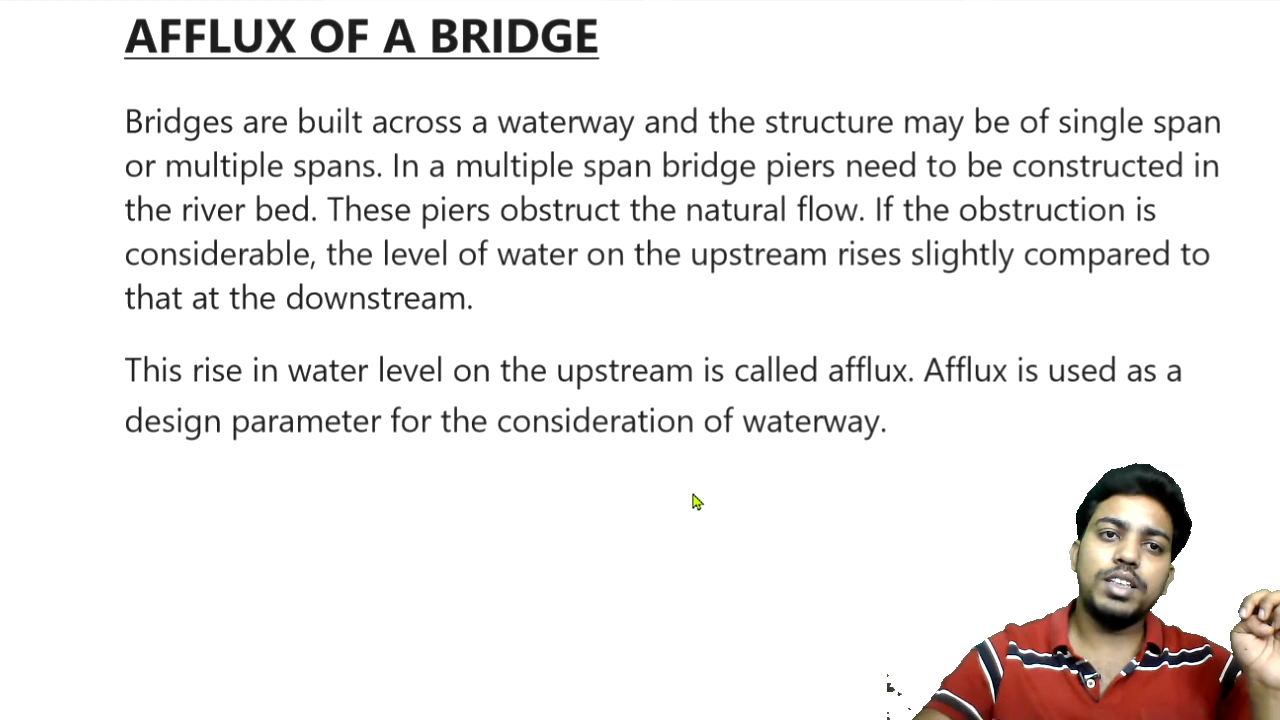 AFFLUX OF A BRIDGE
Bridges are built across a waterway and the structure may be of single span
or multiple spans. In a multiple span bridge piers need to be constructed in
the river bed. These piers obstruct the natural flow. If the obstruction is
considerable, the level of water on the upstream rises slightly compared to
that at the downstream.
This rise in water level on the upstream is called afflux. Afflux is used as a
design parameter for the consideration of waterway.